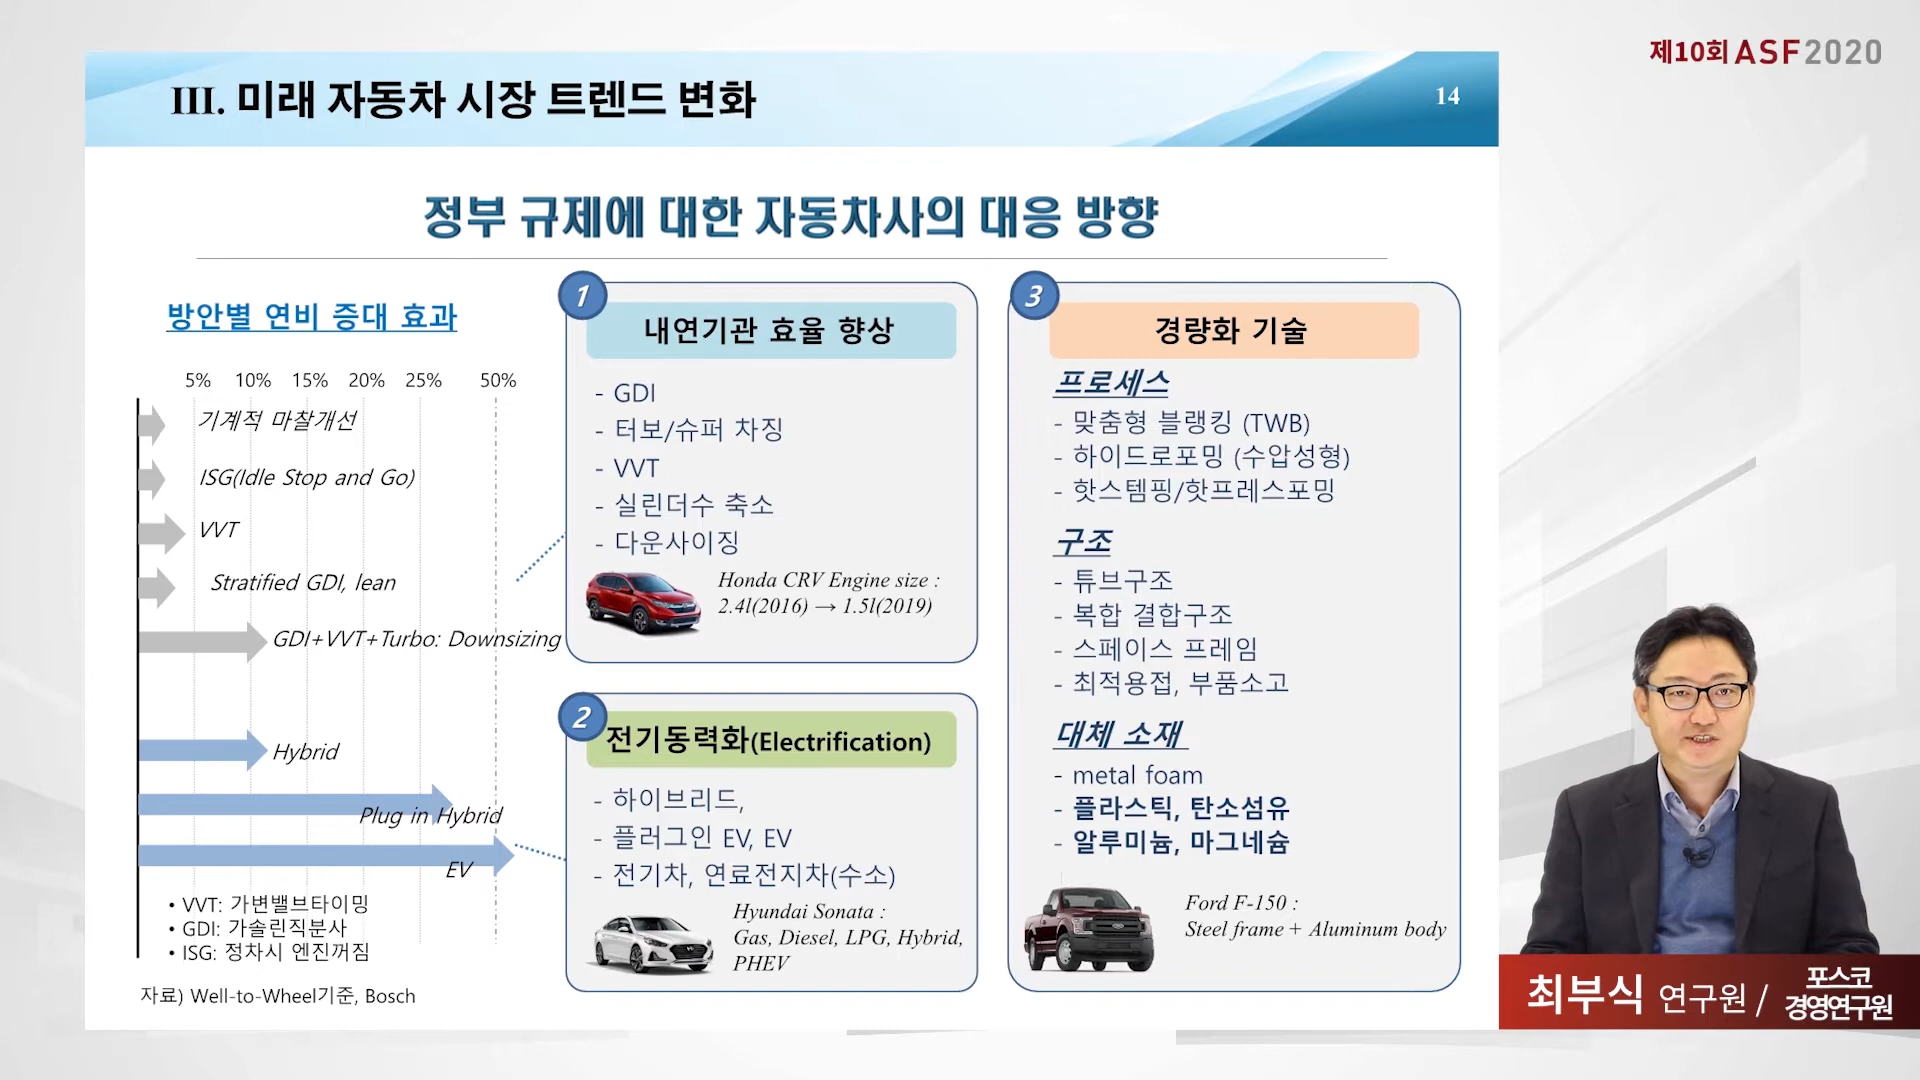 제10회 ASF 2020
III. 미래 자동차 시장 트렌드 변화
14
정부 규제에 대한 자동차사의 대응 방향
방안별 연비 증대 효과
5% 10% 15% 20% 25% 50%
기계적 마찰개선
ISG(Idle Stop and Go)
VVT
Stratified GDI, lean
GDI+VVT+Turbo: Downsizing
Hybrid
Plug in Hybrid
EV
• VVT: 가변밸브타이밍
• GDI: 가솔린직분사
• ISG: 정차시 엔진꺼짐
자료) Well-to-Wheel기준, Bosch
1
내연기관 효율 향상
- GDI
- 터보/슈퍼 차징
- VVT
- 실린더수 축소
- 다운사이징
Honda CRV Engine size :
2.4l(2016) → 1.5l(2019)
2
전기동력화(Electrification)
- 하이브리드,
- 플러그인 EV, EV
- 전기차, 연료전지차(수소)
Hyundai Sonata :
Gas, Diesel, LPG, Hybrid,
PHEV
3
경량화 기술
프로세스
- 맞춤형 블랭킹 (TWB)
- 하이드로포밍 (수압성형)
- 핫스템핑/핫프레스포밍
구조
- 튜브구조
- 복합 결합구조
- 스페이스 프레임
- 최적용접, 부품소고
대체 소재
- metal foam
- 플라스틱, 탄소섬유
- 알루미늄, 마그네슘
Ford F-150 :
Steel frame + Aluminum body
최부식 연구원 / 포스코
경영연구원